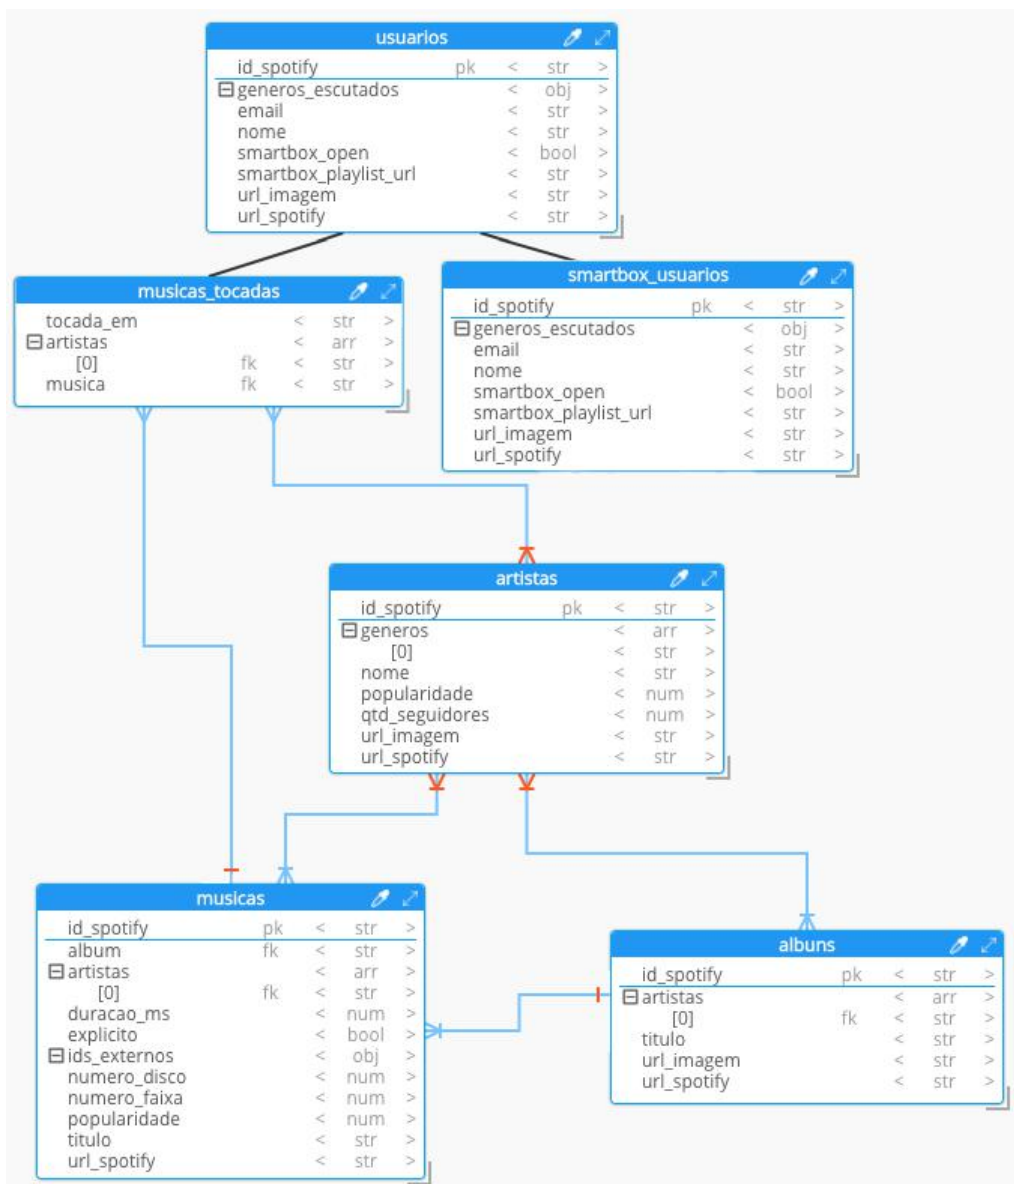 usuarios
id_spotify pk < str >
generos_escutados < obj >
email < str >
nome < str >
smartbox_open < bool >
smartbox_playlist_url < str >
url_imagem < str >
url_spotify < str >
musicas_tocadas
tocada_em < str >
artistas < arr >
[0] fk < str >
musica fk < str >
smartbox_usuarios
id_spotify pk < str >
generos_escutados < obj >
email < str >
nome < str >
smartbox_open < bool >
smartbox_playlist_url < str >
url_imagem < str >
url_spotify < str >
artistas
id_spotify pk < str >
generos < arr >
[0] < str >
nome < str >
popularidade < num >
qtd_seguidores < num >
url_imagem < str >
url_spotify < str >
musicas
id_spotify pk < str >
album fk < str >
artistas < arr >
[0] fk < str >
duracao_ms < num >
explicito < bool >
ids_externos < obj >
numero_disco < num >
numero_faixa < num >
popularidade < num >
titulo < str >
url_spotify < str >
albuns
id_spotify pk < str >
artistas < arr >
[0] fk < str >
titulo < str >
url_imagem < str >
url_spotify < str >